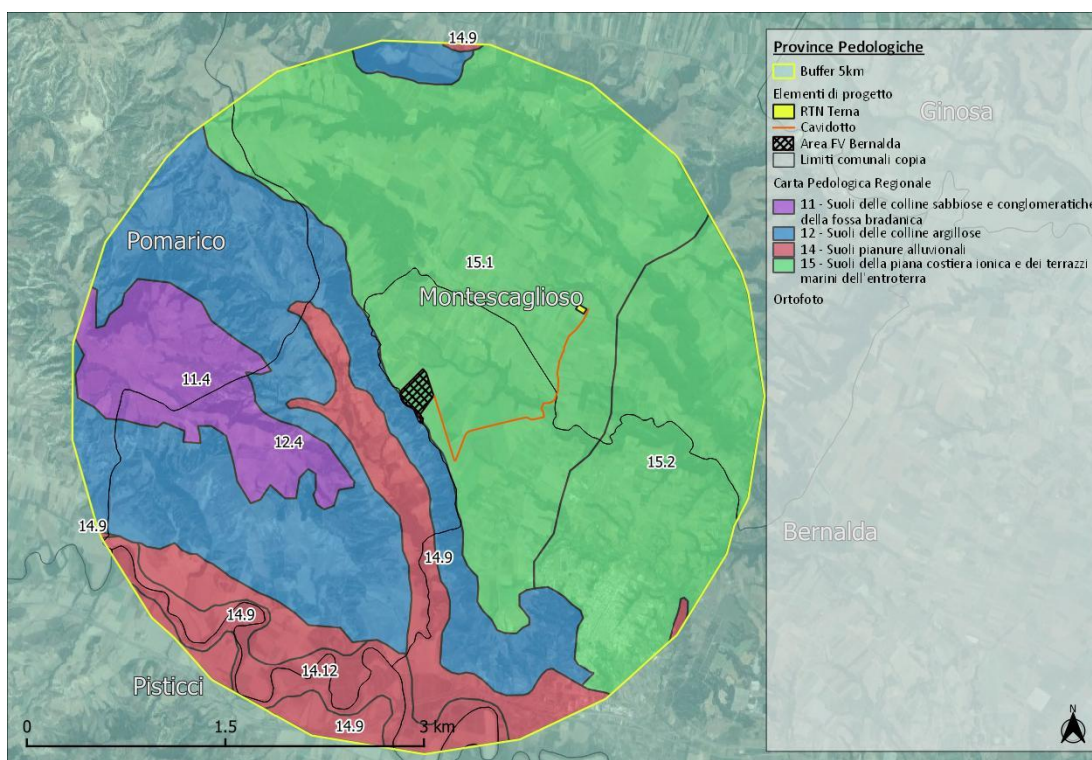 14.9
Pomarico
15.1
Montescaglioso
11.4
12.4
15.2
14.9
14.9
14.9
14.12
Pisticci
14.9
0
1.5
3 km
Province Pedologiche
Buffer 5km
Elementi di progetto
RTN Terna
Cavidotto
Area FV Bernalda
Limiti comunali copia
Carta Pedologica Regionale
11 - Suoli delle colline sabbiose e conglomeratiche
della fossa bradanica
12 - Suoli delle colline argillose
14 - Suoli pianure alluvionali
15 - Suoli della piana costiera ionica e dei terrazzi
marini dell'entroterra
Ortofoto
Ginosa
Bernalda
N